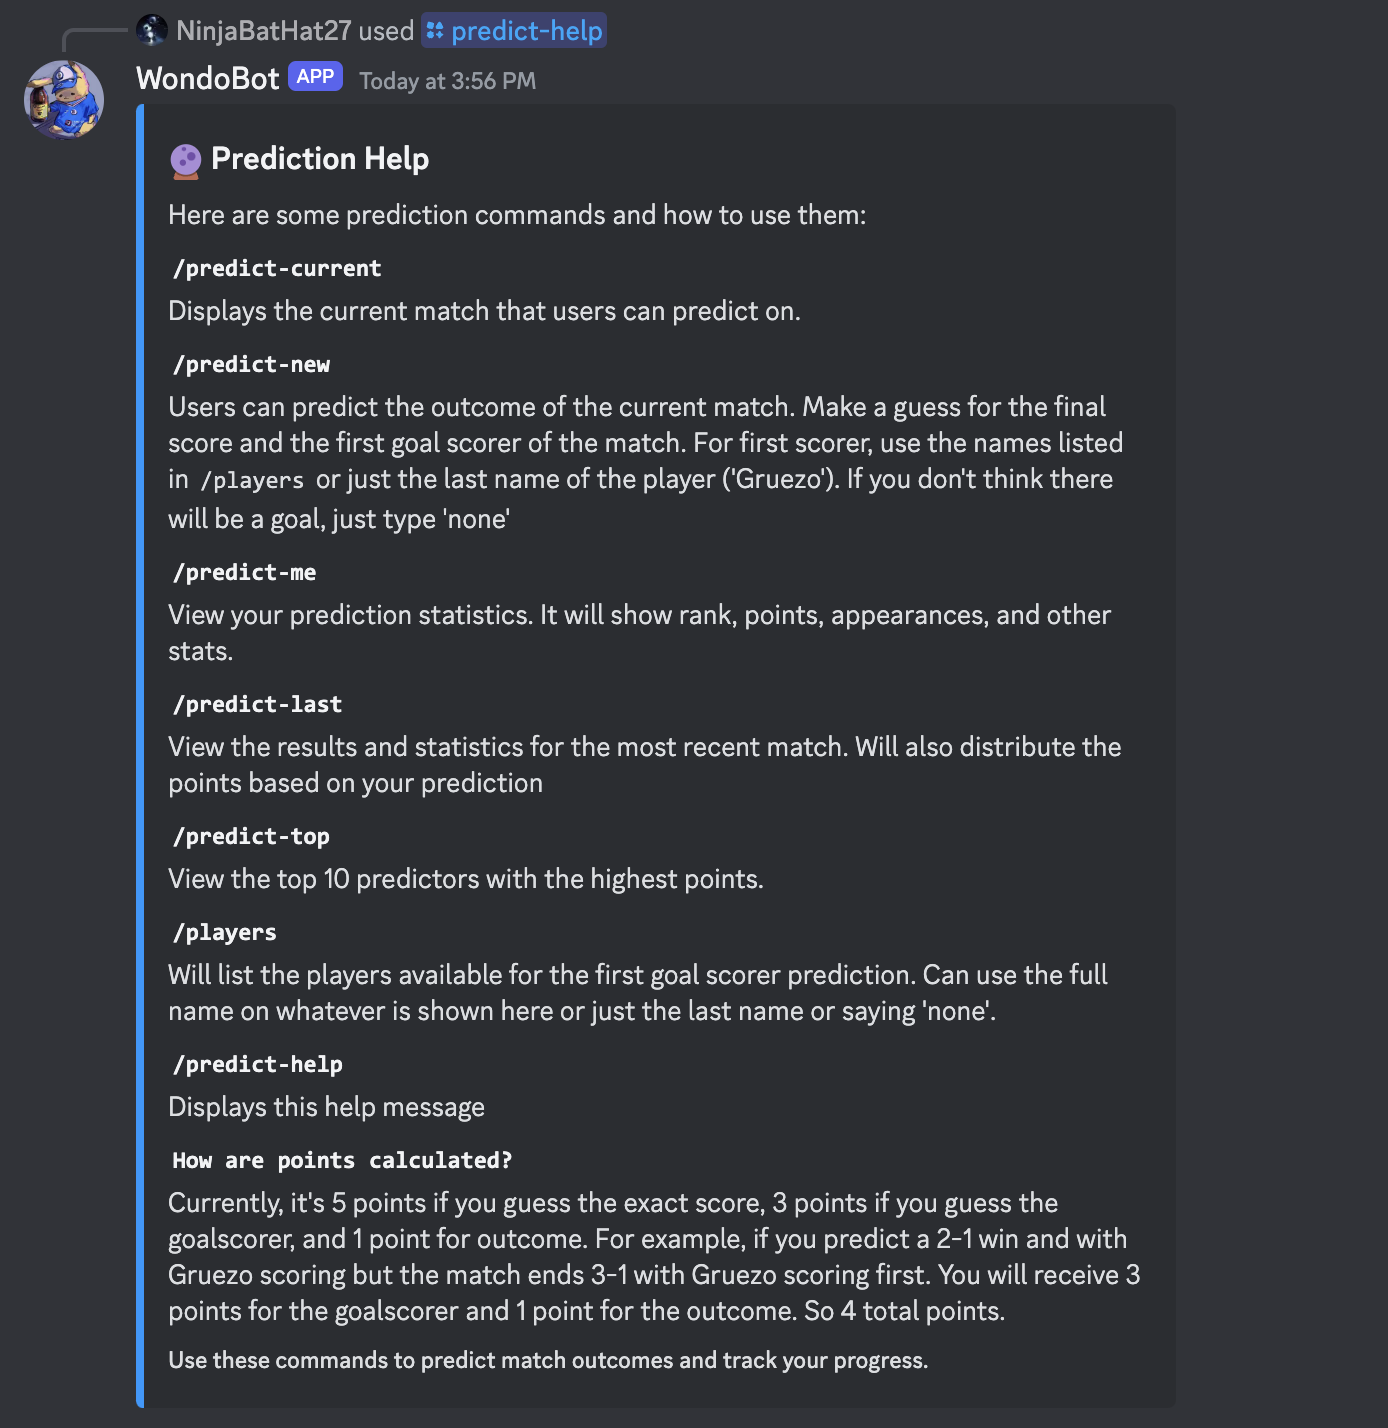 NinjaBatHat27 used predict-help
WondoBot APP Today at 3:56 PM
Prediction Help
Here are some prediction commands and how to use them:
/predict-current
Displays the current match that users can predict on.
/predict-new
Users can predict the outcome of the current match. Make a guess for the final
score and the first goal scorer of the match. For first scorer, use the names listed
in /players or just the last name of the player ('Gruezo'). If you don't think there
will be a goal, just type 'none'
/predict-me
View your prediction statistics. It will show rank, points, appearances, and other
stats.
/predict-last
View the results and statistics for the most recent match. Will also distribute the
points based on your prediction
/predict-top
View the top 10 predictors with the highest points.
/players
Will list the players available for the first goal scorer prediction. Can use the full
name on whatever is shown here or just the last name or saying 'none'.
/predict-help
Displays this help message
How are points calculated?
Currently, it's 5 points if you guess the exact score, 3 points if you guess the
goalscorer, and 1 point for outcome. For example, if you predict a 2-1 win and with
Gruezo scoring but the match ends 3-1 with Gruezo scoring first. You will receive 3
points for the goalscorer and 1 point for the outcome. So 4 total points.
Use these commands to predict match outcomes and track your progress.